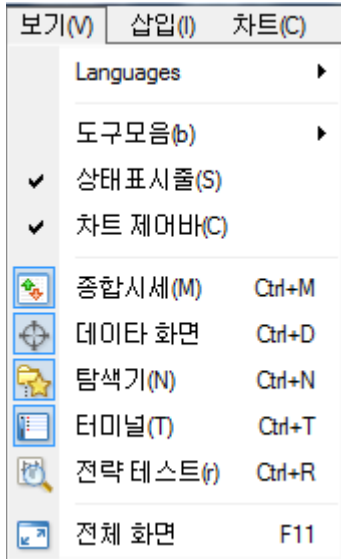 보기(V) 삽입(I) 차트(C)
Languages
도구모음(b)
상태 표시줄(S)
차트 제어바(C)
종합시세(M) Ctrl+M
데이타 화면 Ctrl+D
탐색기(N) Ctrl+N
터미널(T) Ctrl+T
전략 테스트(r) Ctrl+R
전체 화면 F11